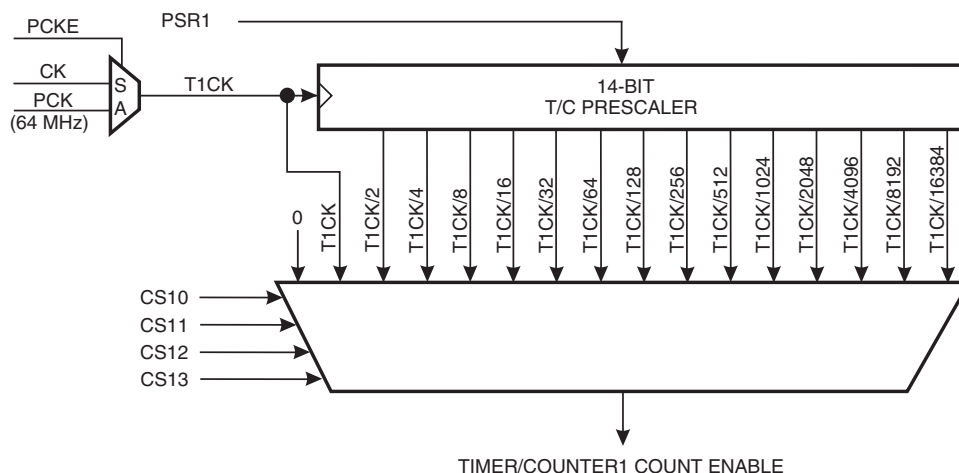 PSR1
PCKE
CK
PCK
(64 MHz)
S
A
T1CK
14-BIT
T/C PRESCALER
0
T1CK
T1CK/2
T1CK/4
T1CK/8
T1CK/16
T1CK/32
T1CK/64
T1CK/128
T1CK/256
T1CK/512
T1CK/1024
T1CK/2048
T1CK/4096
T1CK/8192
T1CK/16384
CS10
CS11
CS12
CS13
TIMER/COUNTER1 COUNT ENABLE